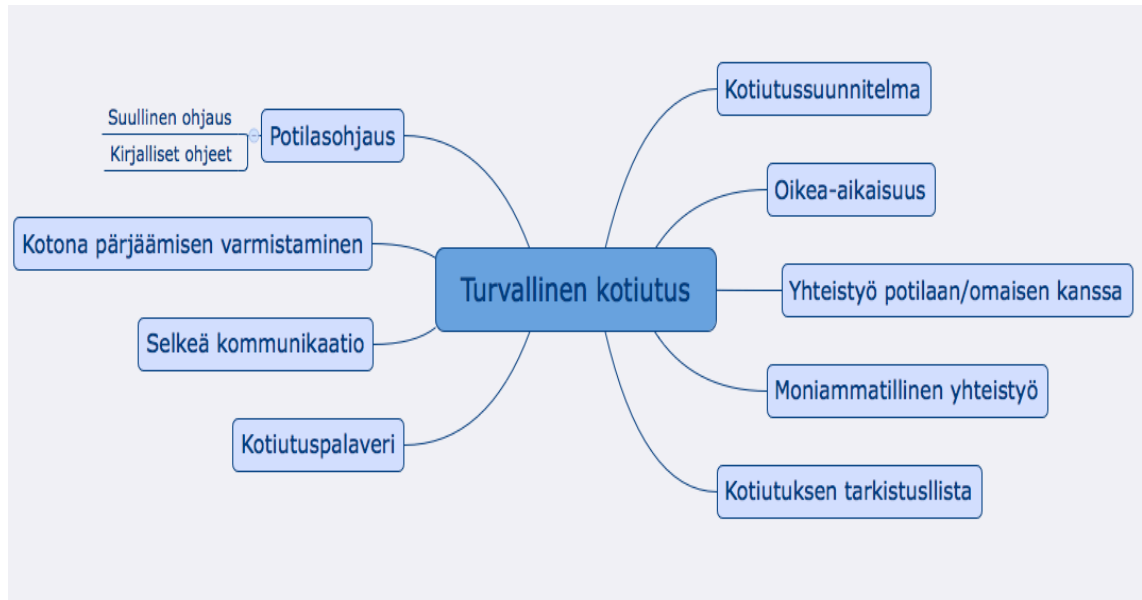 Turvallinen kotiutus
Kotiutussuunnitelma
Oikea-aikaisuus
Yhteistyö potilaan/omaisen kanssa
Moniammatillinen yhteistyö
Kotiutuksen tarkistusllista
Potilasohjaus
Suullinen ohjaus
Kirjalliset ohjeet
Kotona pärjäämisen varmistaminen
Selkeä kommunikaatio
Kotiutuspalaveri